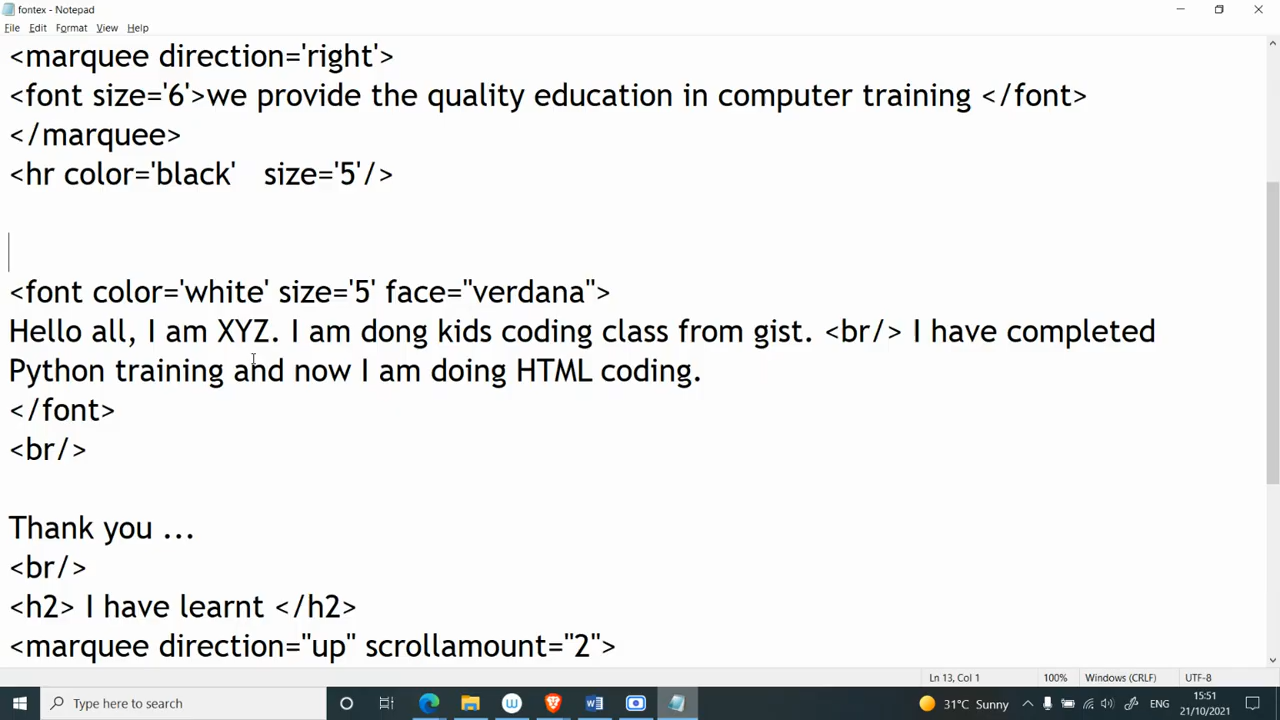 fontex - Notepad
File Edit Format View Help
<marquee direction='right'>
<font size='6'>we provide the quality education in computer training </font>
</marquee>
<hr color='black'   size='5'/>
<font color='white' size='5' face="verdana">
Hello all, I am XYZ. I am dong kids coding class from gist. <br/> I have completed
Python training and now I am doing HTML coding.
</font>
<br/>
Thank you ...
<br/>
<h2> I have learnt </h2>
<marquee direction="up" scrollamount="2">
Ln 13, Col 1 100% Windows (CRLF) UTF-8
Type here to search 31°C Sunny ENG 15:51
21/10/2021